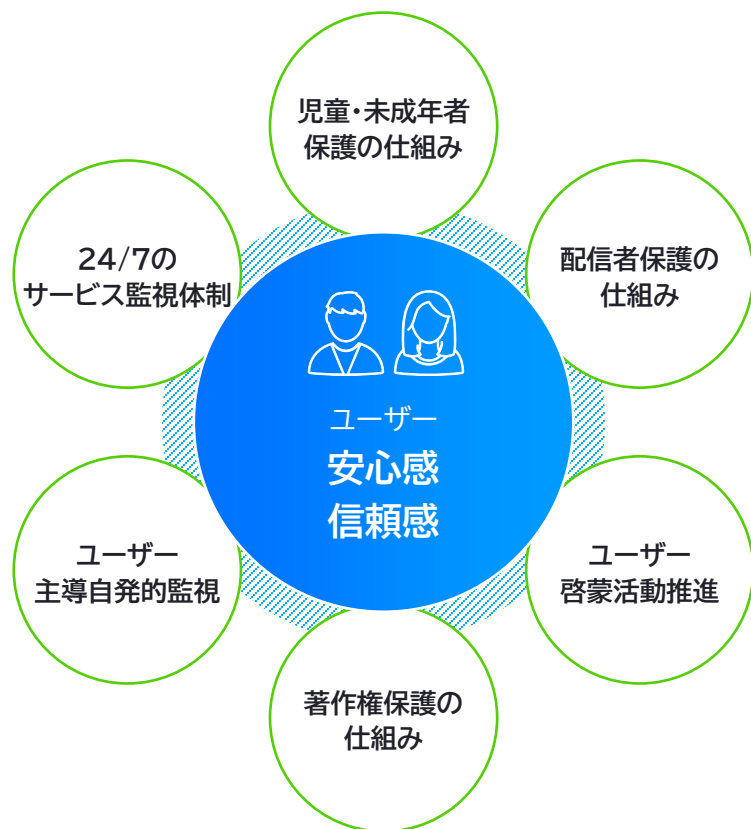 児童・未成年者
保護の仕組み
24/7の
サービス監視体制
配信者保護の
仕組み
ユーザー
安心感
信頼感
ユーザー
主導自発的監視
ユーザー
啓蒙活動推進
著作権保護の
仕組み